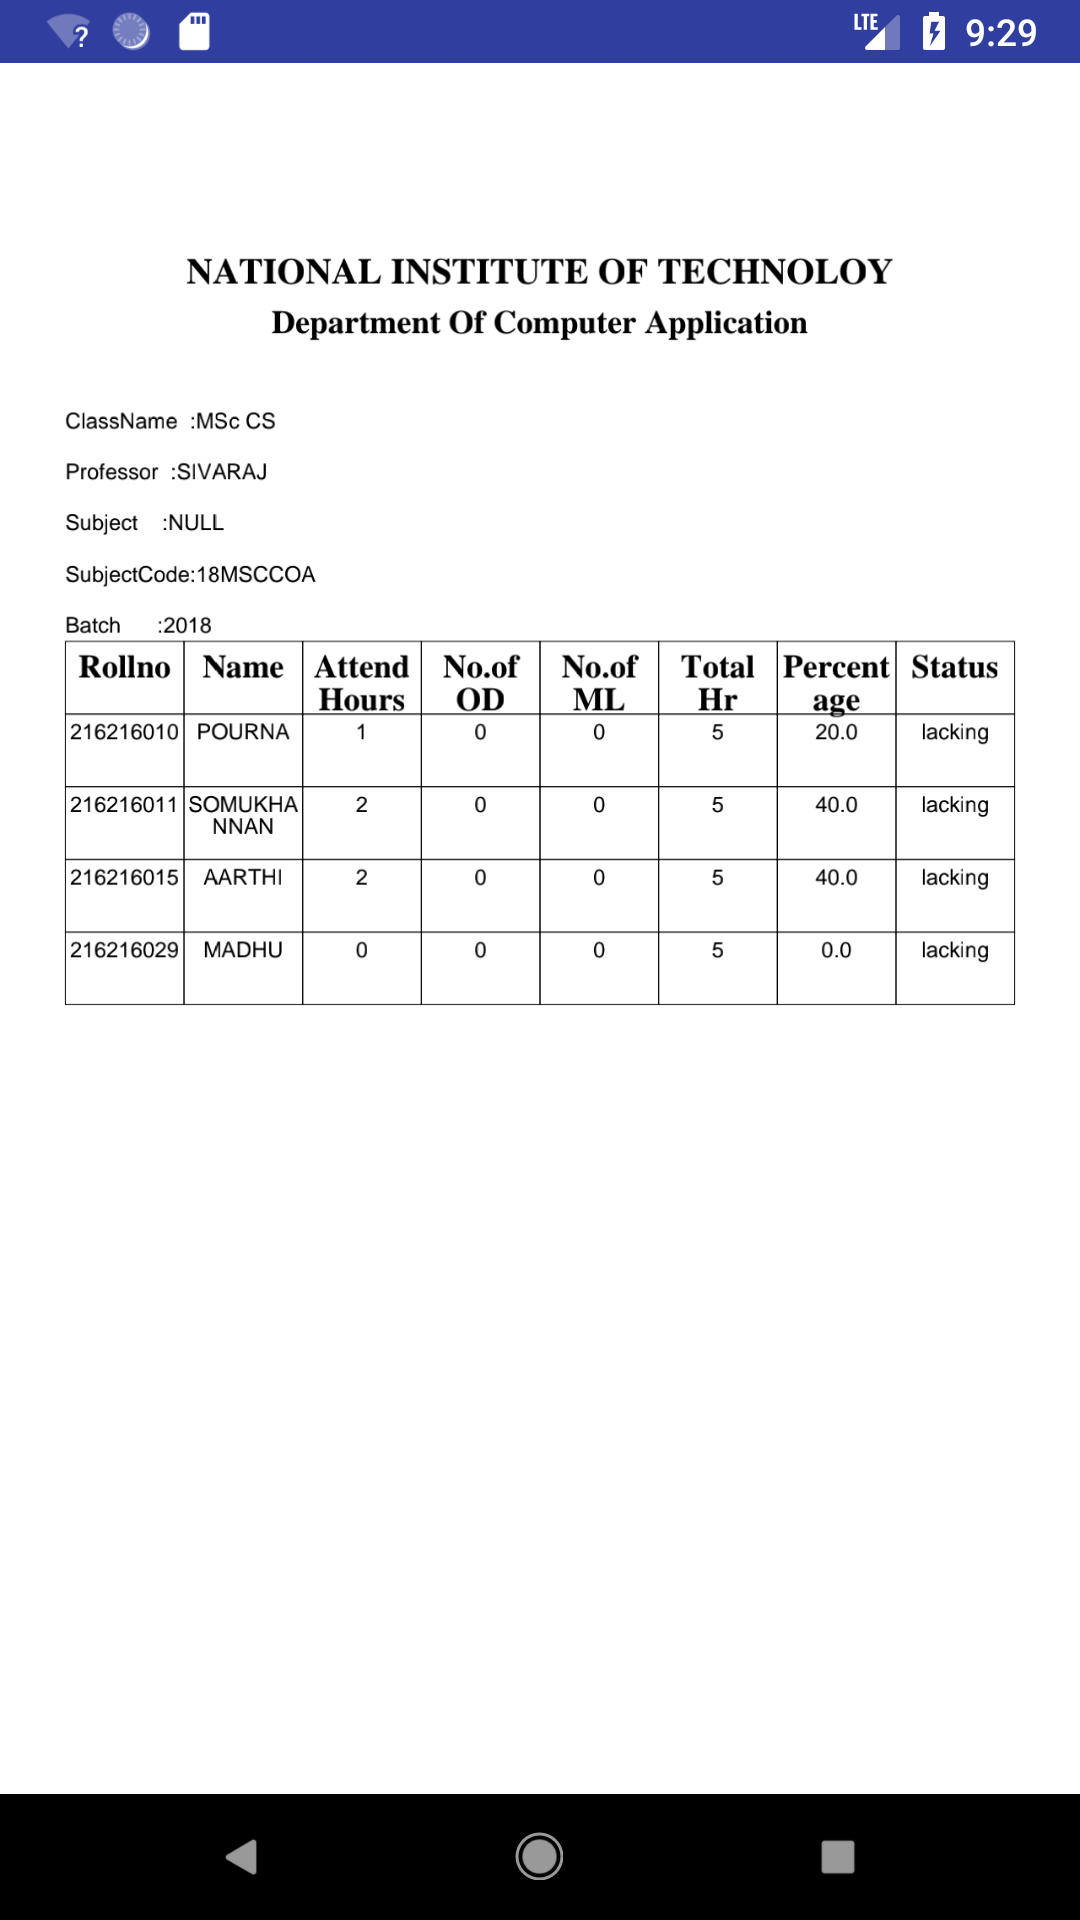 ? LTE 9:29
NATIONAL INSTITUTE OF TECHNOLOY
Department Of Computer Application
ClassName :MSc CS
Professor :SIVARAJ
Subject :NULL
SubjectCode:18MSCCOA
Batch :2018
Rollno Name Attend Hours No.of OD No.of ML Total Hr Percentage Status
216216010 POURNA 1 0 0 5 20.0 lacking
216216011 SOMUKHANNAN 2 0 0 5 40.0 lacking
216216015 AARTHI 2 0 0 5 40.0 lacking
216216029 MADHU 0 0 0 5 0.0 lacking